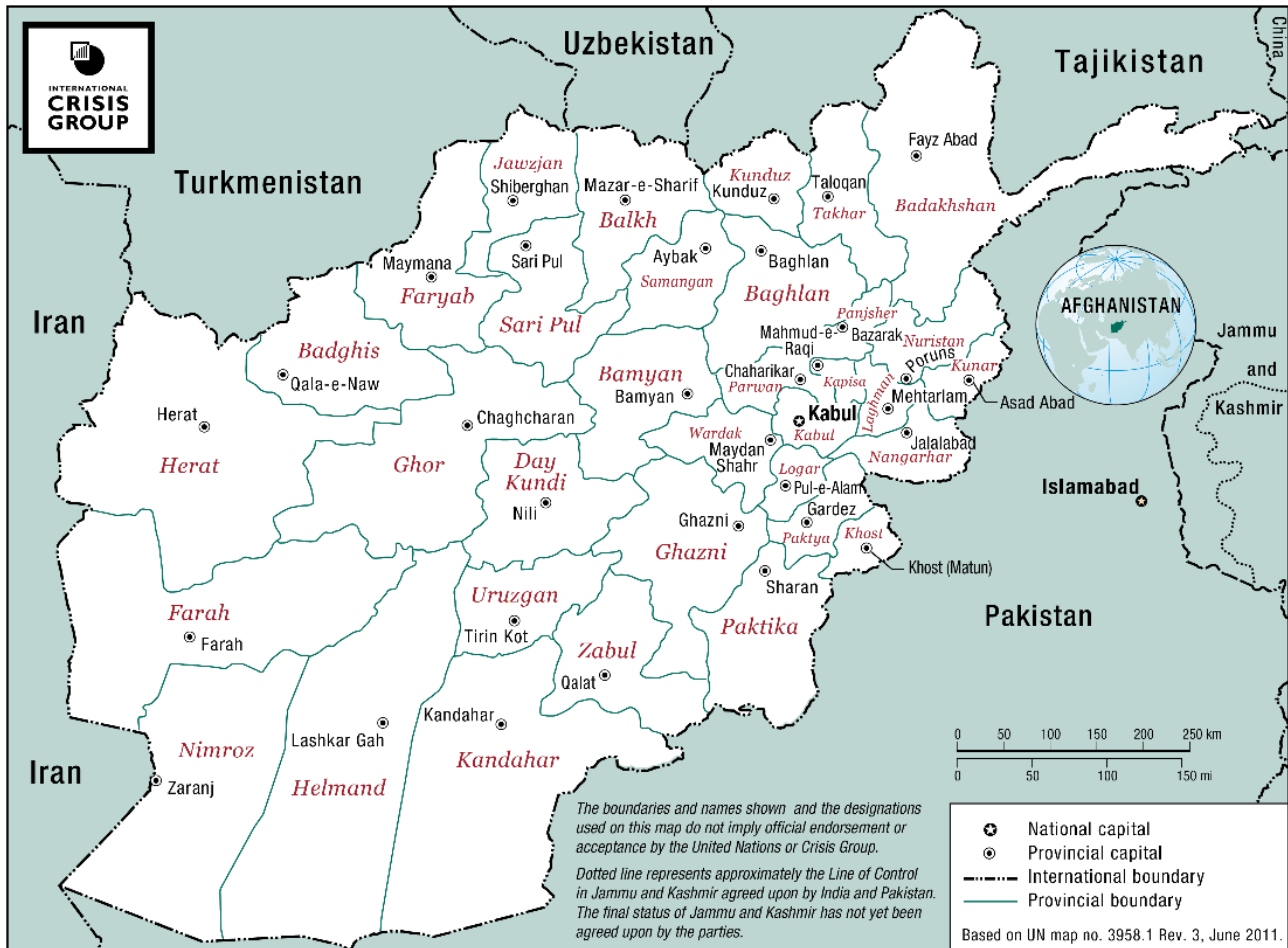 INTERNATIONAL
CRISIS
GROUP
Uzbekistan
Tajikistan
China
Turkmenistan
Iran
Iran
Pakistan
Islamabad
Jammu
and
Kashmir
AFGHANISTAN
Jawzjan
Shiberghan
Mazar-e-Sharif
Balkh
Kunduz
Kunduz
Taloqan
Takhar
Fayz Abad
Badakhshan
Maymana
Faryab
Sari Pul
Sari Pul
Aybak
Samangan
Baghlan
Baghlan
Panjsher
Bazarak
Mahmud-e-
Raqi
Nuristan
Poruns
Kunar
Asad Abad
Badghis
Qala-e-Naw
Bamyan
Bamyan
Chaharikar
Parwan
Kapisa
Laghman
Mehtarlam
Herat
Herat
Chaghcharan
Ghor
Kabul
Kabul
Wardak
Maydan
Shahr
Jalalabad
Nangarhar
Day
Kundi
Nili
Logar
Pul-e-Alam
Ghazni
Ghazni
Gardez
Paktya
Khost
Khost (Matun)
Sharan
Paktika
Uruzgan
Tirin Kot
Farah
Farah
Zabul
Qalat
Nimroz
Zaranj
Lashkar Gah
Helmand
Kandahar
Kandahar
0 50 100 150 200 250 km
0 50 100 150 mi
The boundaries and names shown and the designations
used on this map do not imply official endorsement or
acceptance by the United Nations or Crisis Group.
Dotted line represents approximately the Line of Control
in Jammu and Kashmir agreed upon by India and Pakistan.
The final status of Jammu and Kashmir has not yet been
agreed upon by the parties.
National capital
Provincial capital
International boundary
Provincial boundary
Based on UN map no. 3958.1 Rev. 3, June 2011.